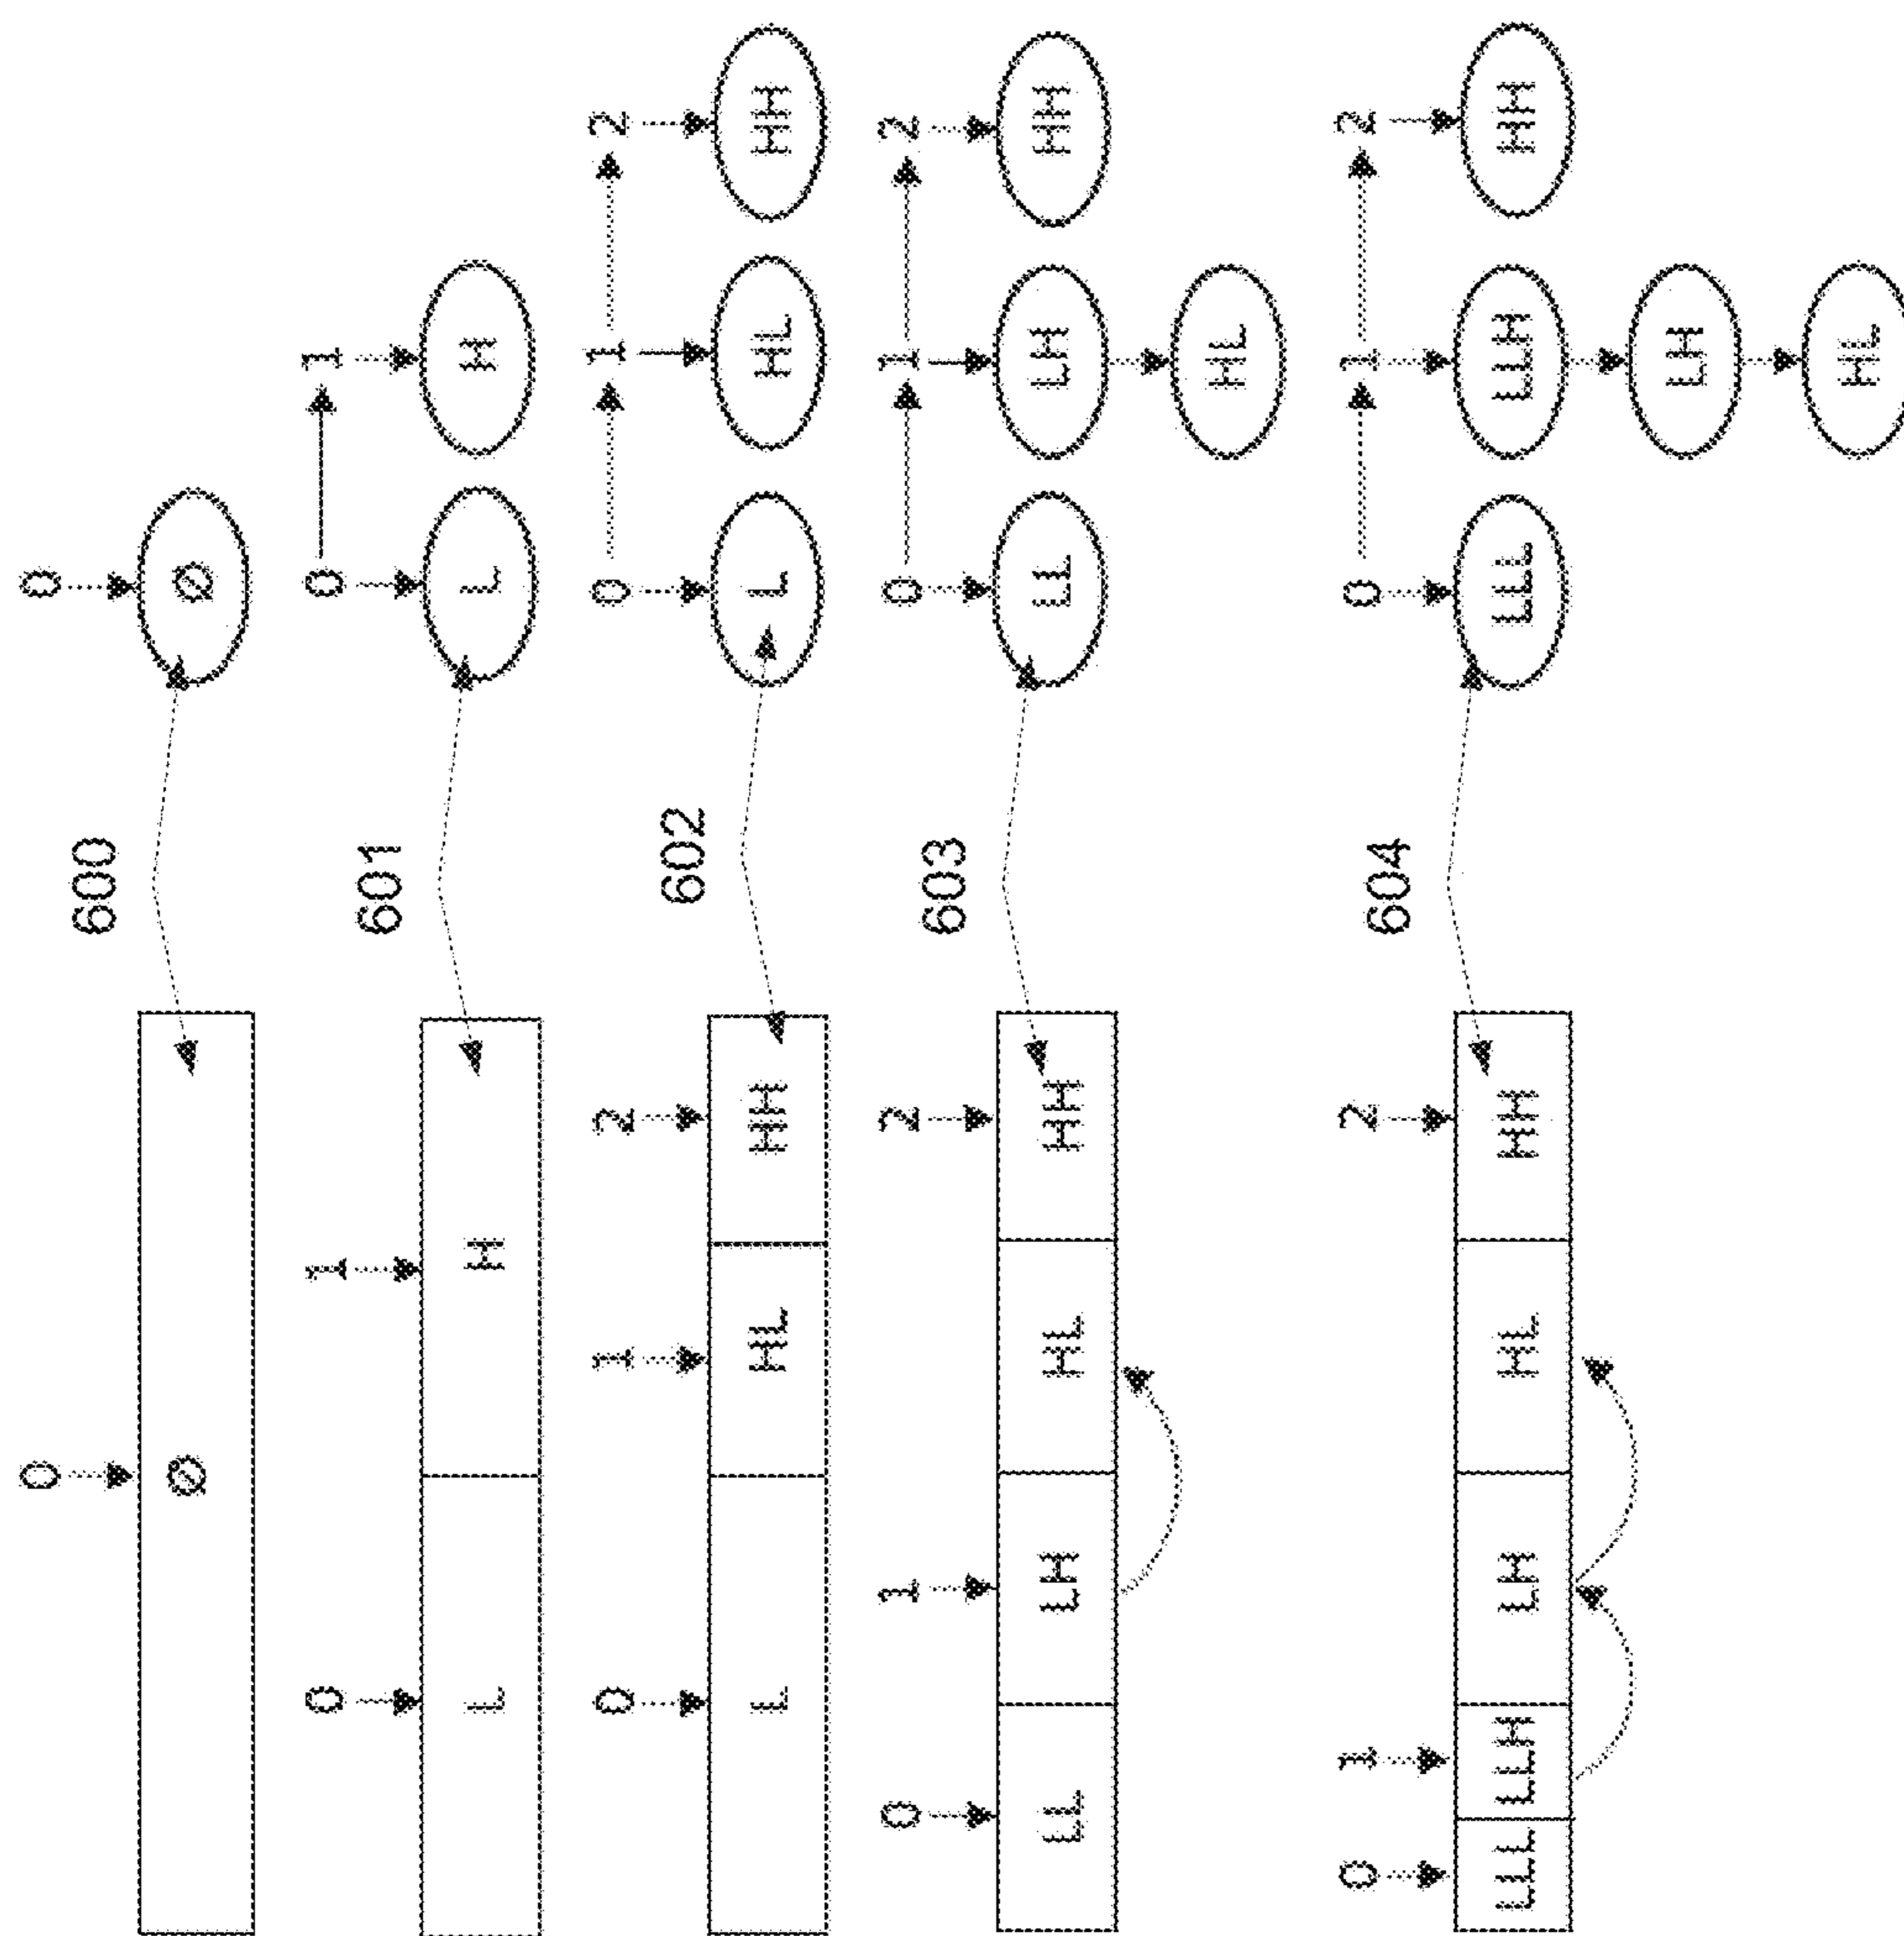 0 0
600
Ø Ø
0 1 0 1
601
L H L H
0 1 2 0 1 2
602
L HL HH L HL HH
0 1 2 0 1 2
603
LL LH HL HH LL LH HH
HL
0 1 2 0 1 2
604
LLL LLH LH HL HH LLL LLH HH
LH
HL